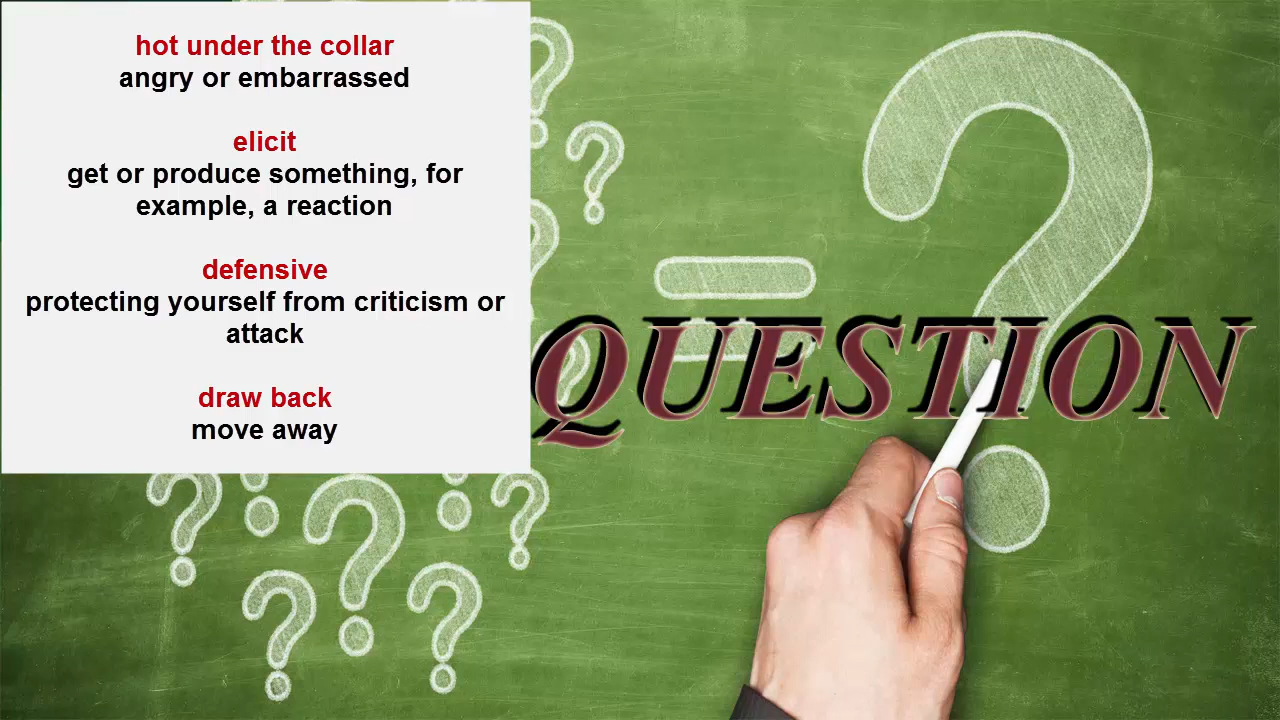 hot under the collar
angry or embarrassed
elicit
get or produce something, for
example, a reaction
defensive
protecting yourself from criticism or
attack
draw back
move away
QUESTION